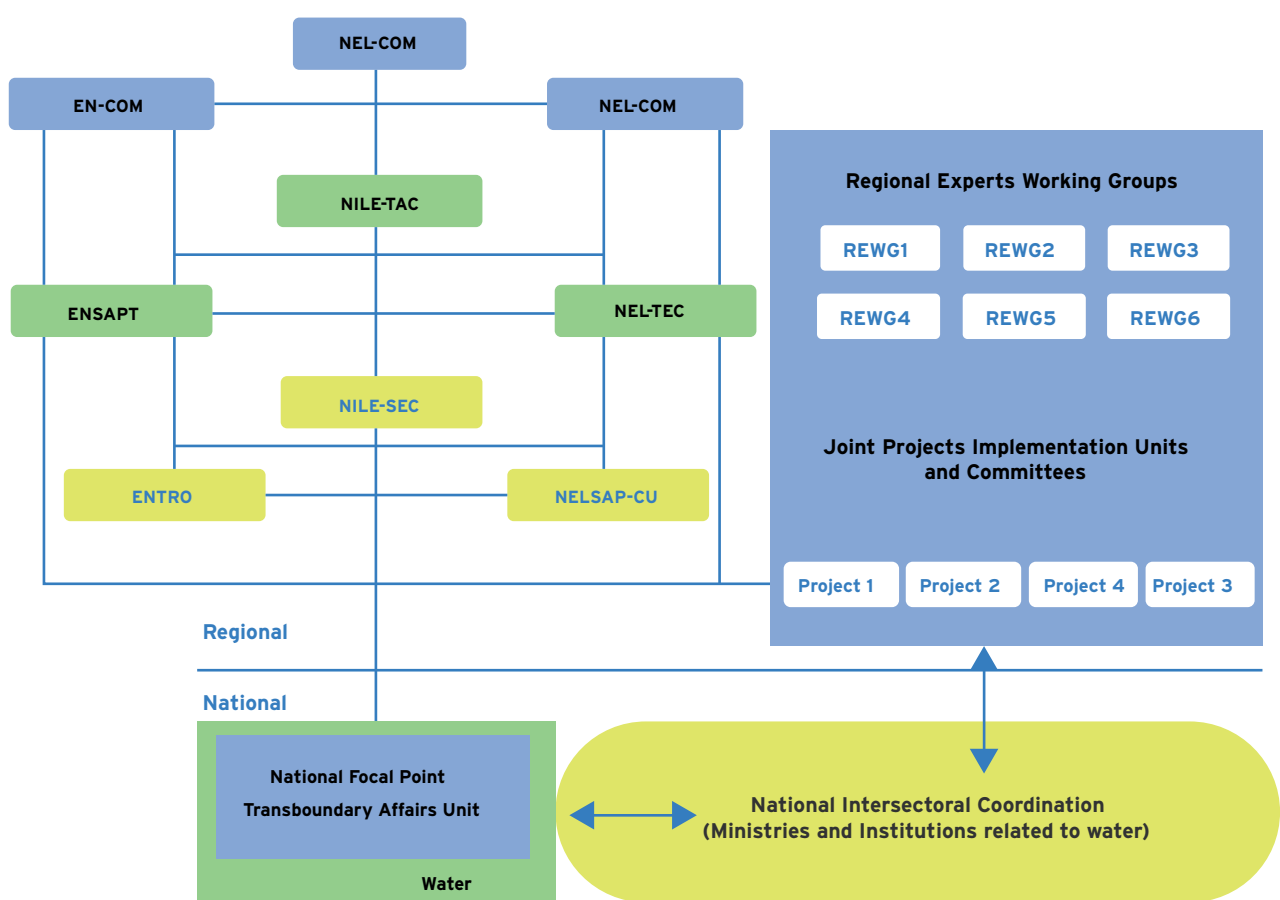 NEL-COM
EN-COM
NEL-COM
NILE-TAC
ENSAPT
NEL-TEC
NILE-SEC
ENTRO
NELSAP-CU
Regional Experts Working Groups
REWG1
REWG2
REWG3
REWG4
REWG5
REWG6
Joint Projects Implementation Units
and Committees
Project 1
Project 2
Project 4
Project 3
Regional
National
National Focal Point
Transboundary Affairs Unit
Water
National Intersectoral Coordination
(Ministries and Institutions related to water)